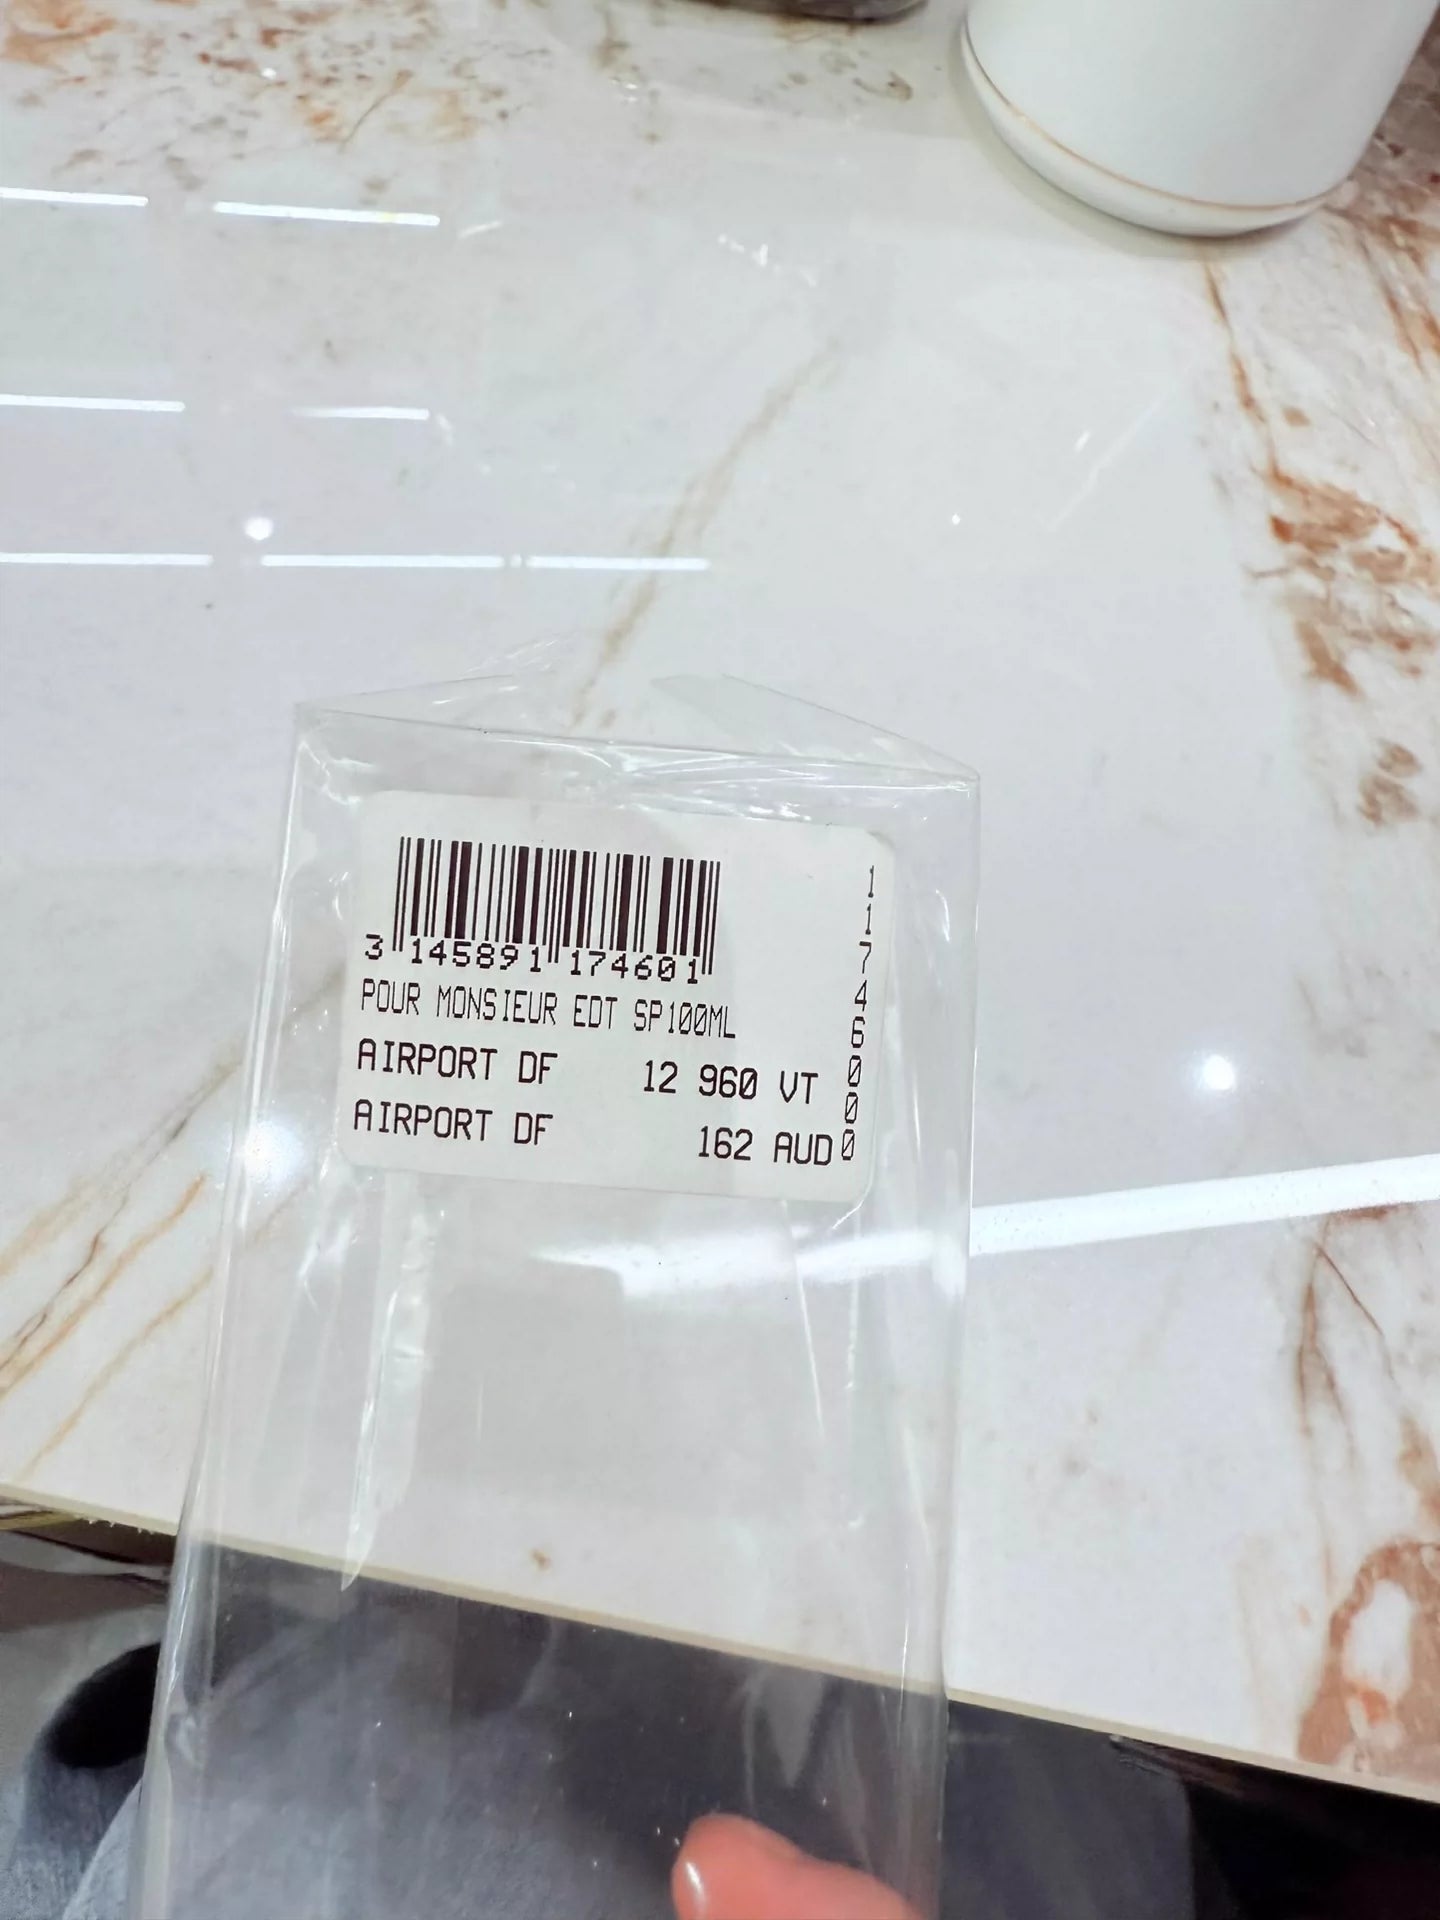 3 145891 174601
POUR MONSIEUR EDT SP100ML
AIRPORT DF 12 960 VT
AIRPORT DF 162 AUD
11746000